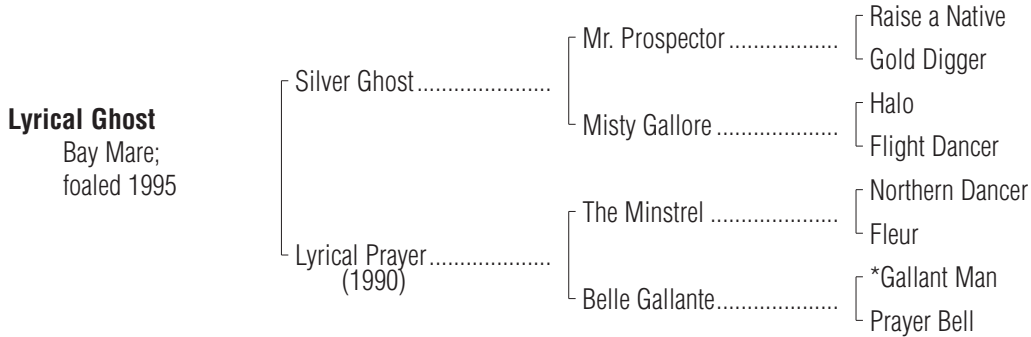 Lyrical Ghost
Bay Mare;
foaled 1995
Silver Ghost......................
Lyrical Prayer....................
(1990)
Mr. Prospector ..................
Misty Gallore ....................
The Minstrel .....................
Belle Gallante....................
Raise a Native
Gold Digger
Halo
Flight Dancer
Northern Dancer
Fleur
*Gallant Man
Prayer Bell